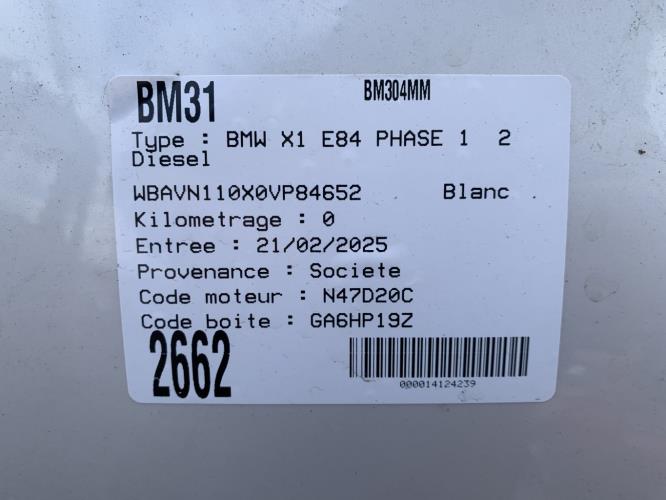 BM31 BM304MM
Type : BMW X1 E84 PHASE 1 2
Diesel
WBAVN110X0VP84652 Blanc
Kilometrage : 0
Entree : 21/02/2025
Provenance : Societe
Code moteur : N47D20C
Code boite : GA6HP19Z
2662
000014124239